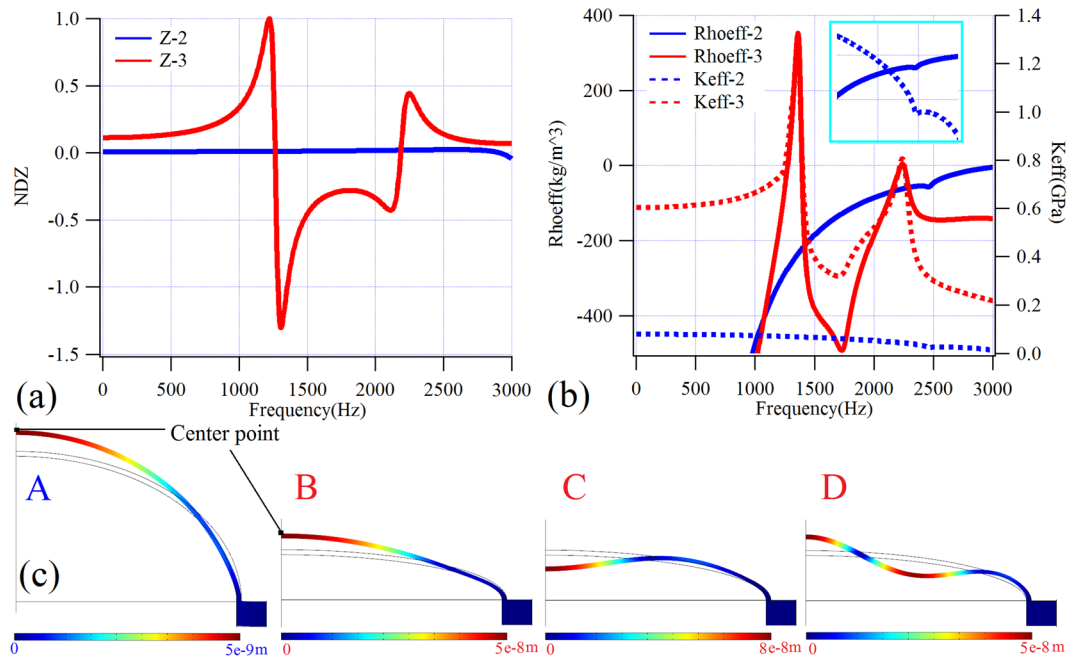 Z-2
Z-3
1.0
0.5
0.0
-0.5
-1.0
-1.5
NDZ
0 500 1000 1500 2000 2500 3000
Frequency(Hz)
(a)
Rhoeff-2
Rhoeff-3
Keff-2
Keff-3
400
200
0
-200
-400
Rhoeff(kg/m^3)
1.4
1.2
1.0
0.8
0.6
0.4
0.2
0.0
Keff(GPa)
0 500 1000 1500 2000 2500 3000
Frequency(Hz)
(b)
Center point
A
B
C
D
(c)
0 5e-9m
0 5e-8m
0 8e-8m
0 5e-8m